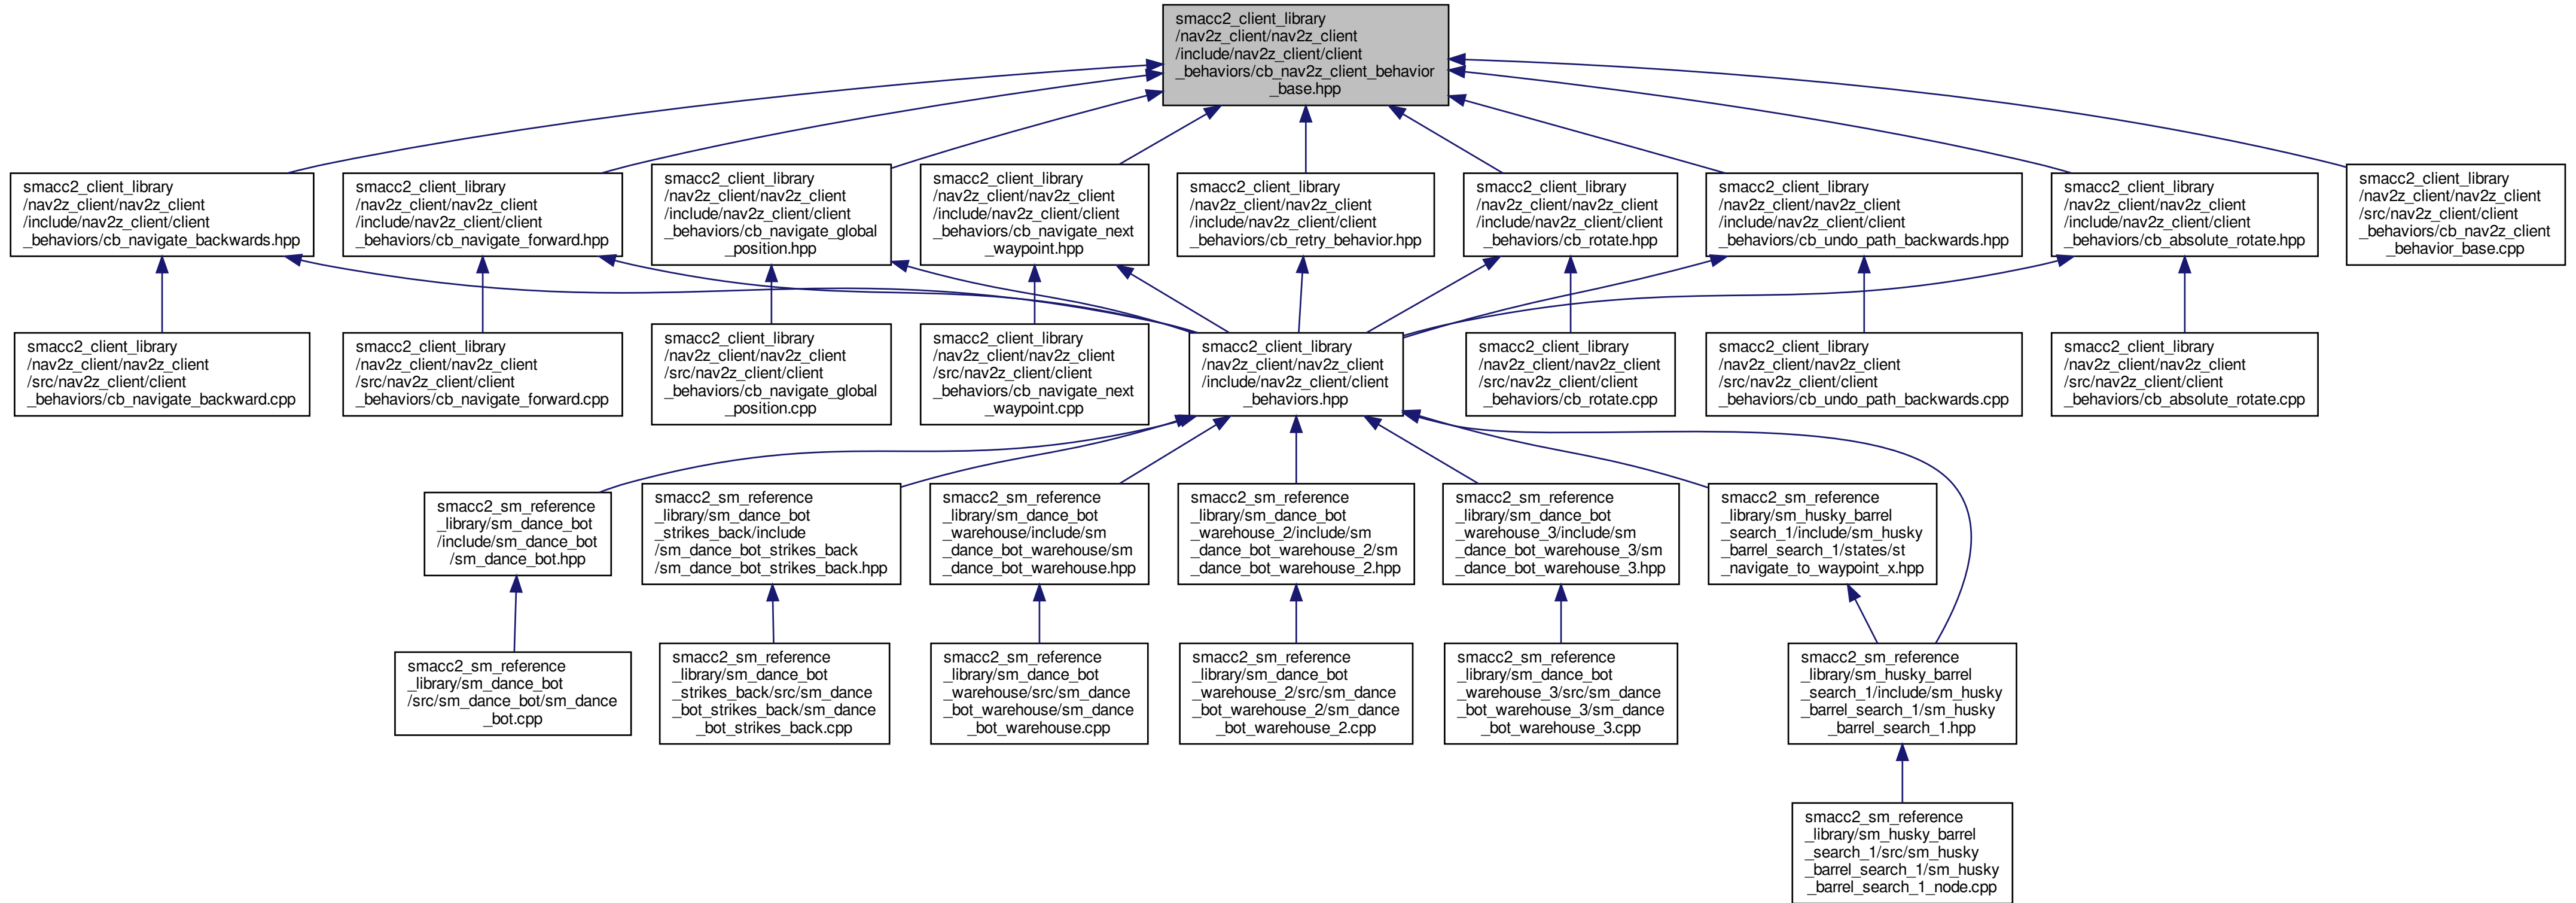 smacc2_client_library
/nav2z_client/nav2z_client
/include/nav2z_client/client
_behaviors/cb_nav2z_client_behavior
_base.hpp
smacc2_client_library
/nav2z_client/nav2z_client
/include/nav2z_client/client
_behaviors/cb_navigate_backwards.hpp
smacc2_client_library
/nav2z_client/nav2z_client
/include/nav2z_client/client
_behaviors/cb_navigate_forward.hpp
smacc2_client_library
/nav2z_client/nav2z_client
/include/nav2z_client/client
_behaviors/cb_navigate_global
_position.hpp
smacc2_client_library
/nav2z_client/nav2z_client
/include/nav2z_client/client
_behaviors/cb_navigate_next
_waypoint.hpp
smacc2_client_library
/nav2z_client/nav2z_client
/include/nav2z_client/client
_behaviors/cb_retry_behavior.hpp
smacc2_client_library
/nav2z_client/nav2z_client
/include/nav2z_client/client
_behaviors/cb_rotate.hpp
smacc2_client_library
/nav2z_client/nav2z_client
/include/nav2z_client/client
_behaviors/cb_undo_path_backwards.hpp
smacc2_client_library
/nav2z_client/nav2z_client
/include/nav2z_client/client
_behaviors/cb_absolute_rotate.hpp
smacc2_client_library
/nav2z_client/nav2z_client
/src/nav2z_client/client
_behaviors/cb_nav2z_client
_behavior_base.cpp
smacc2_client_library
/nav2z_client/nav2z_client
/src/nav2z_client/client
_behaviors/cb_navigate_backward.cpp
smacc2_client_library
/nav2z_client/nav2z_client
/src/nav2z_client/client
_behaviors/cb_navigate_forward.cpp
smacc2_client_library
/nav2z_client/nav2z_client
/src/nav2z_client/client
_behaviors/cb_navigate_global
_position.cpp
smacc2_client_library
/nav2z_client/nav2z_client
/src/nav2z_client/client
_behaviors/cb_navigate_next
_waypoint.cpp
smacc2_client_library
/nav2z_client/nav2z_client
/include/nav2z_client/client
_behaviors.hpp
smacc2_client_library
/nav2z_client/nav2z_client
/src/nav2z_client/client
_behaviors/cb_rotate.cpp
smacc2_client_library
/nav2z_client/nav2z_client
/src/nav2z_client/client
_behaviors/cb_undo_path_backwards.cpp
smacc2_client_library
/nav2z_client/nav2z_client
/src/nav2z_client/client
_behaviors/cb_absolute_rotate.cpp
smacc2_sm_reference
_library/sm_dance_bot
/include/sm_dance_bot
/sm_dance_bot.hpp
smacc2_sm_reference
_library/sm_dance_bot
_strikes_back/include
/sm_dance_bot_strikes_back
/sm_dance_bot_strikes_back.hpp
smacc2_sm_reference
_library/sm_dance_bot
_warehouse/include/sm
_dance_bot_warehouse/sm
_dance_bot_warehouse.hpp
smacc2_sm_reference
_library/sm_dance_bot
_warehouse_2/include/sm
_dance_bot_warehouse_2/sm
_dance_bot_warehouse_2.hpp
smacc2_sm_reference
_library/sm_dance_bot
_warehouse_3/include/sm
_dance_bot_warehouse_3/sm
_dance_bot_warehouse_3.hpp
smacc2_sm_reference
_library/sm_husky_barrel
_search_1/include/sm_husky
_barrel_search_1/states/st
_navigate_to_waypoint_x.hpp
smacc2_sm_reference
_library/sm_dance_bot
/src/sm_dance_bot/sm_dance
_bot.cpp
smacc2_sm_reference
_library/sm_dance_bot
_strikes_back/src/sm_dance
_bot_strikes_back/sm_dance
_bot_strikes_back.cpp
smacc2_sm_reference
_library/sm_dance_bot
_warehouse/src/sm_dance
_bot_warehouse/sm_dance
_bot_warehouse.cpp
smacc2_sm_reference
_library/sm_dance_bot
_warehouse_2/src/sm_dance
_bot_warehouse_2/sm_dance
_bot_warehouse_2.cpp
smacc2_sm_reference
_library/sm_dance_bot
_warehouse_3/src/sm_dance
_bot_warehouse_3/sm_dance
_bot_warehouse_3.cpp
smacc2_sm_reference
_library/sm_husky_barrel
_search_1/include/sm_husky
_barrel_search_1/sm_husky
_barrel_search_1.hpp
smacc2_sm_reference
_library/sm_husky_barrel
_search_1/src/sm_husky
_barrel_search_1/sm_husky
_barrel_search_1_node.cpp